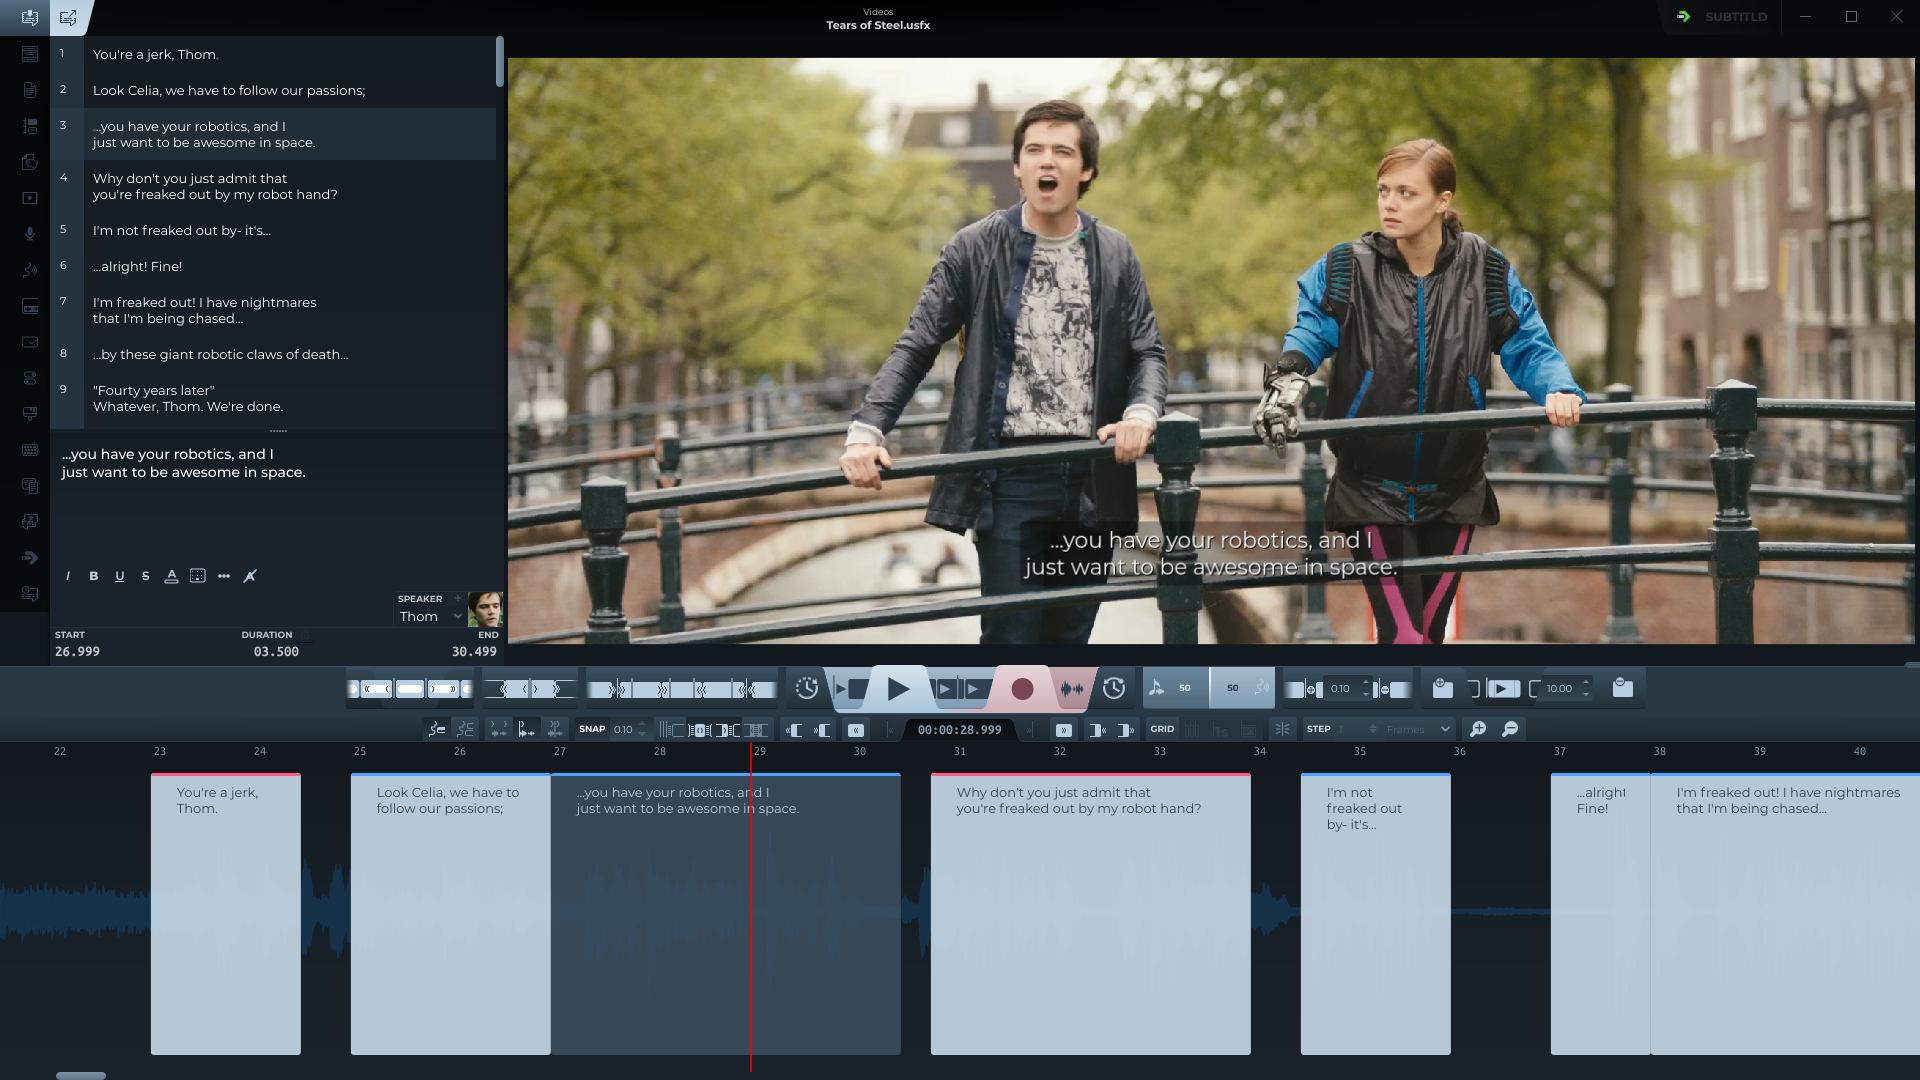 Videos
Tears of Steel.usfx
SUBTITLD
1
You're a jerk, Thom.
2
Look Celia, we have to follow our passions;
3
...you have your robotics, and I
just want to be awesome in space.
4
Why don't you just admit that
you're freaked out by my robot hand?
5
I'm not freaked out by- it's...
6
...alright! Fine!
7
I'm freaked out! I have nightmares
that I'm being chased...
8
...by these giant robotic claws of death...
9
"Fourty years later"
Whatever, Thom. We're done.
...you have your robotics, and I
just want to be awesome in space.
I B U S A ••• A
SPEAKER +
Thom
START DURATION END
26.999 03.500 30.499
...you have your robotics, and I
just want to be awesome in space.
50 50 0.10 10.00
SNAP 0.10 00:00:28.999 GRID 1s STEP 1 Frames
22 23 24 25 26 27 28 29 30 31 32 33 34 35 36 37 38 39 40
You're a jerk,
Thom.
Look Celia, we have to
follow our passions;
...you have your robotics, and I
just want to be awesome in space.
Why don't you just admit that
you're freaked out by my robot hand?
I'm not
freaked out
by- it's...
...alright
Fine!
I'm freaked out! I have nightmares
that I'm being chased...